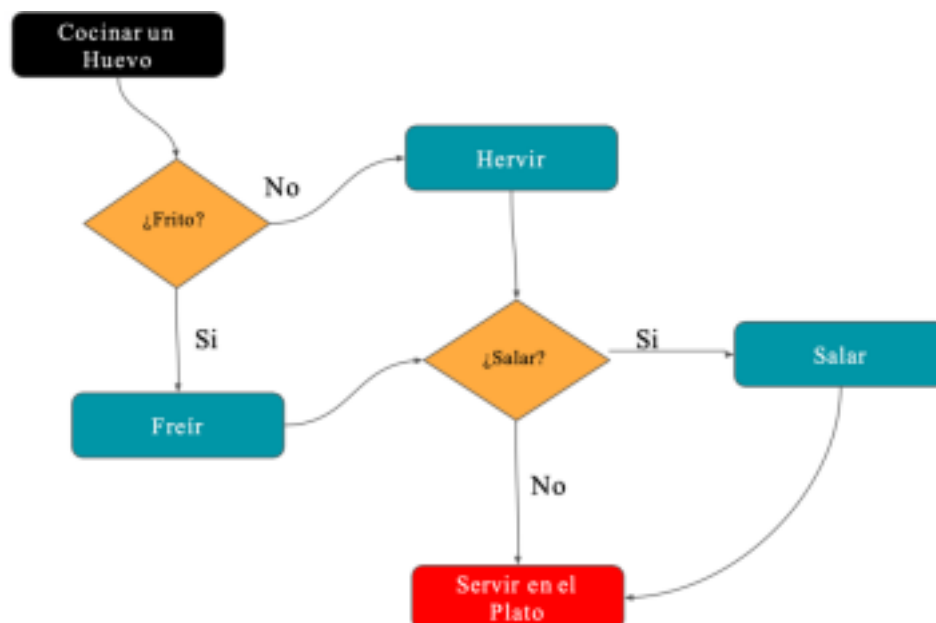 Cocinar un
Huevo
¿Frito?
No
Hervir
Si
Freír
¿Salar?
Si
Salar
No
Servir en el
Plato